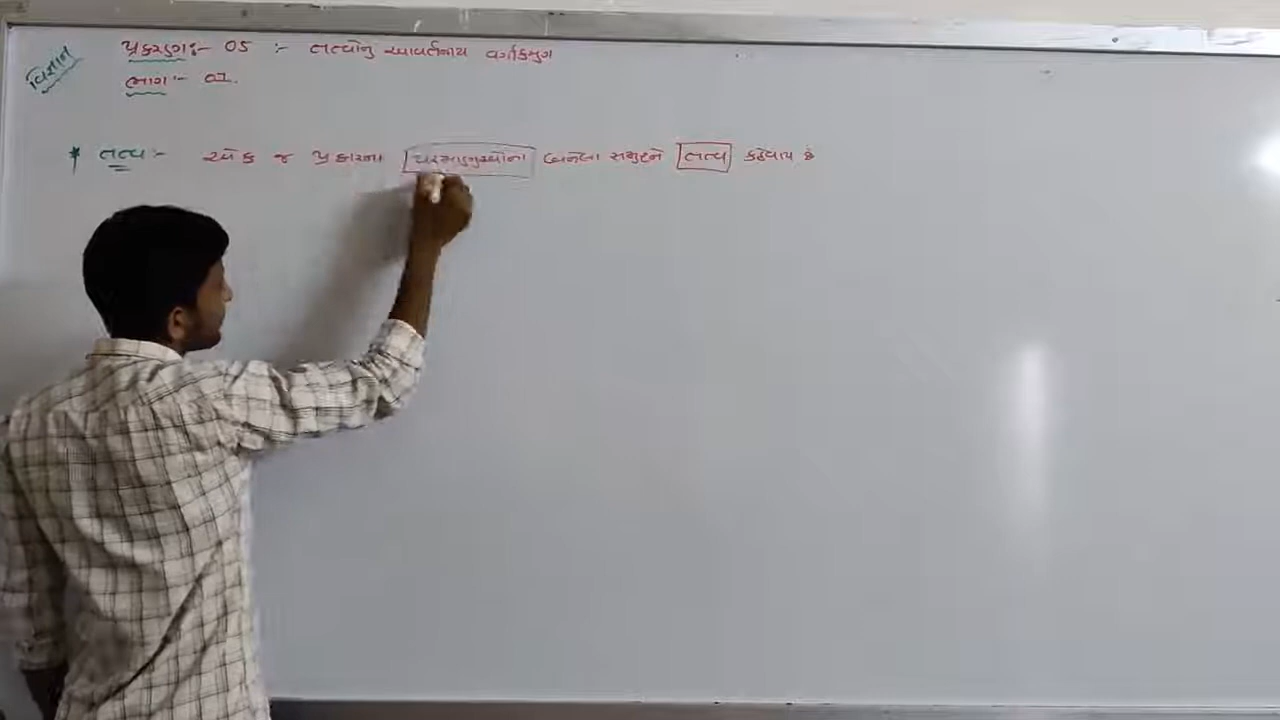 વિજ્ઞાન
પ્રકરણ :- 05 :- તત્વોનુ આવર્તનીય વર્ગીકરણ
ભાગ :- 01.
* તત્વ :- એક જ પ્રકારના પરમાણુઓના બનેલા સમુહને તત્વ કહેવાય છે